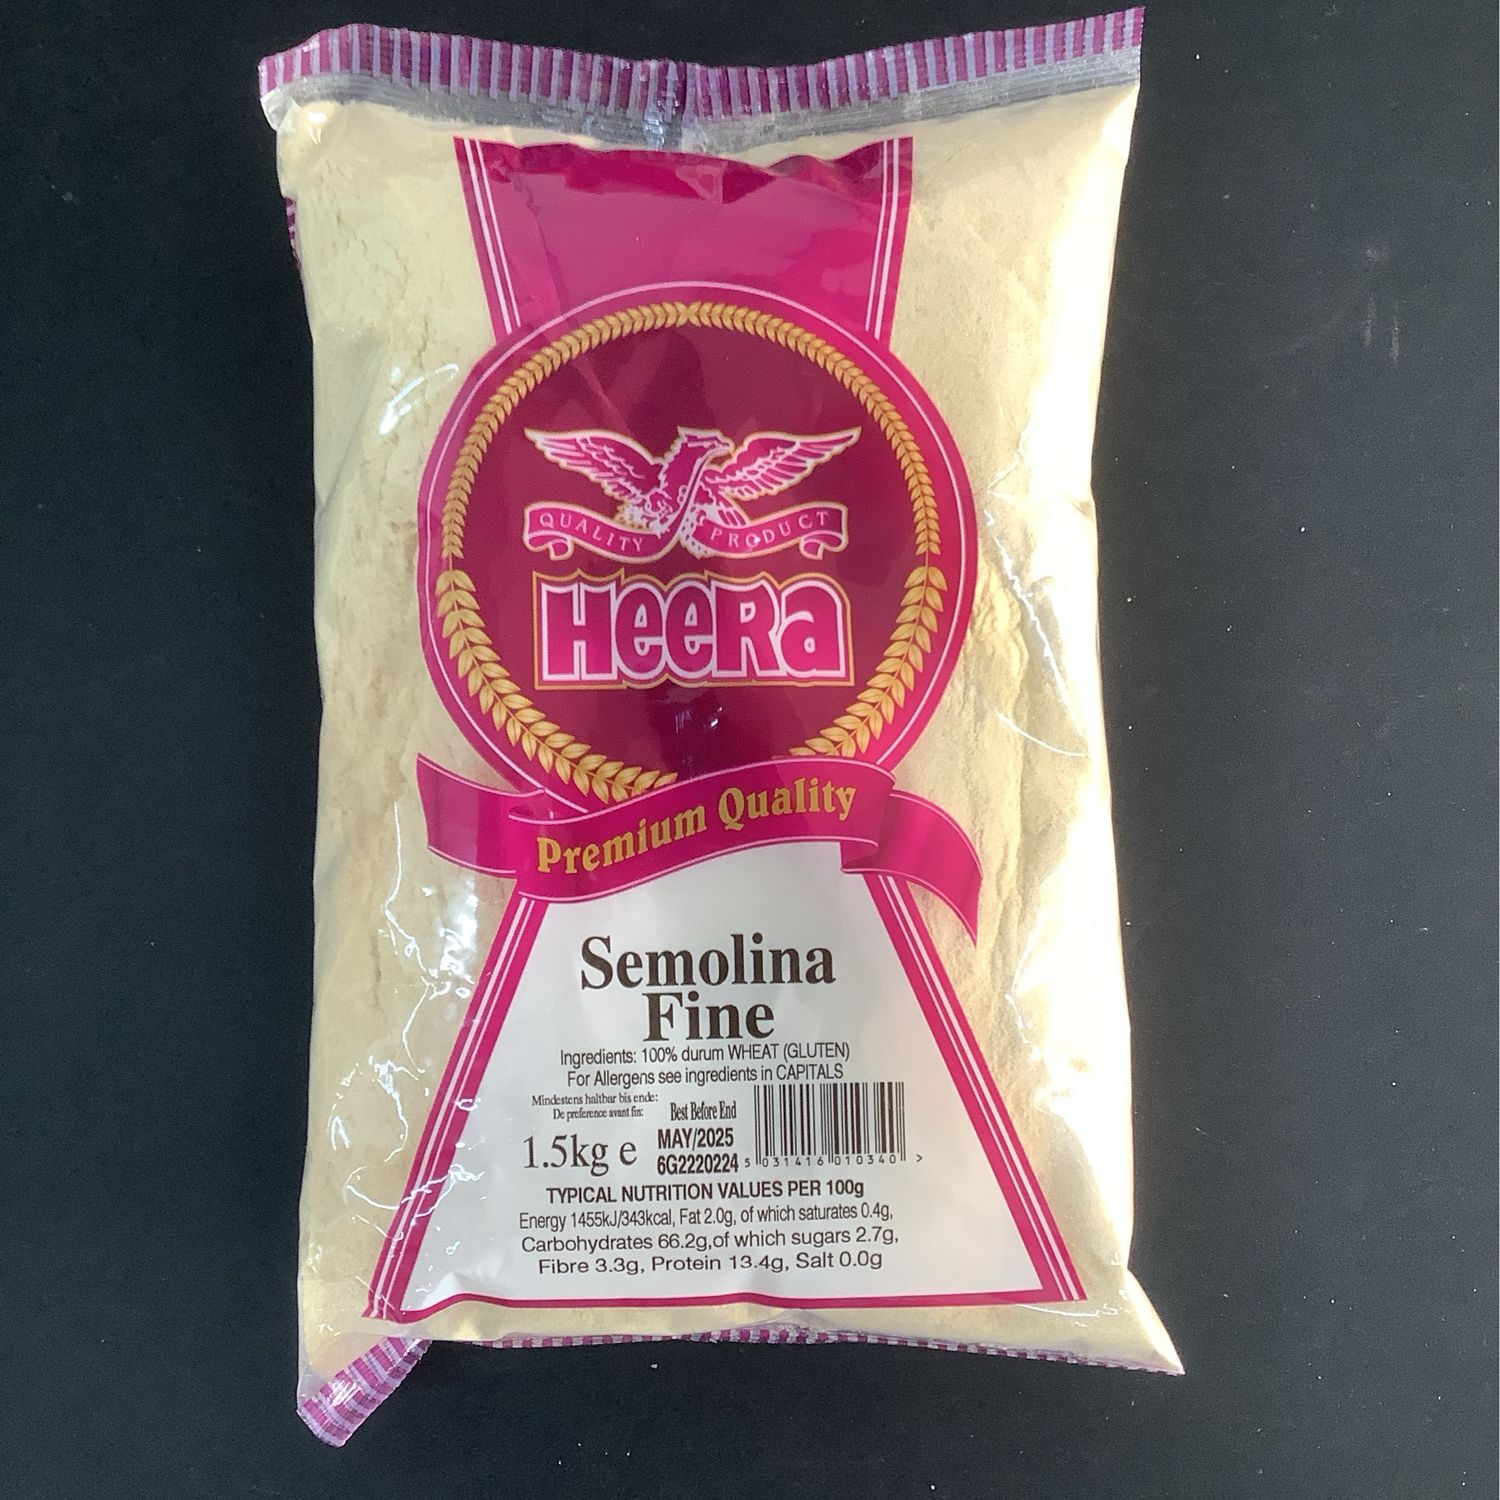 QUALITY PRODUCT
HEERA
Premium Quality
Semolina
Fine
Ingredients: 100% durum WHEAT (GLUTEN)
For Allergens see ingredients in CAPITALS
Mindestens haltbar bis ende:
De preference avant fin:
Best Before End
1.5kg e
MAY/2025
6G2220224
5 031416 010340 >
TYPICAL NUTRITION VALUES PER 100g
Energy 1455kJ/343kcal, Fat 2.0g, of which saturates 0.4g,
Carbohydrates 66.2g,of which sugars 2.7g,
Fibre 3.3g, Protein 13.4g, Salt 0.0g